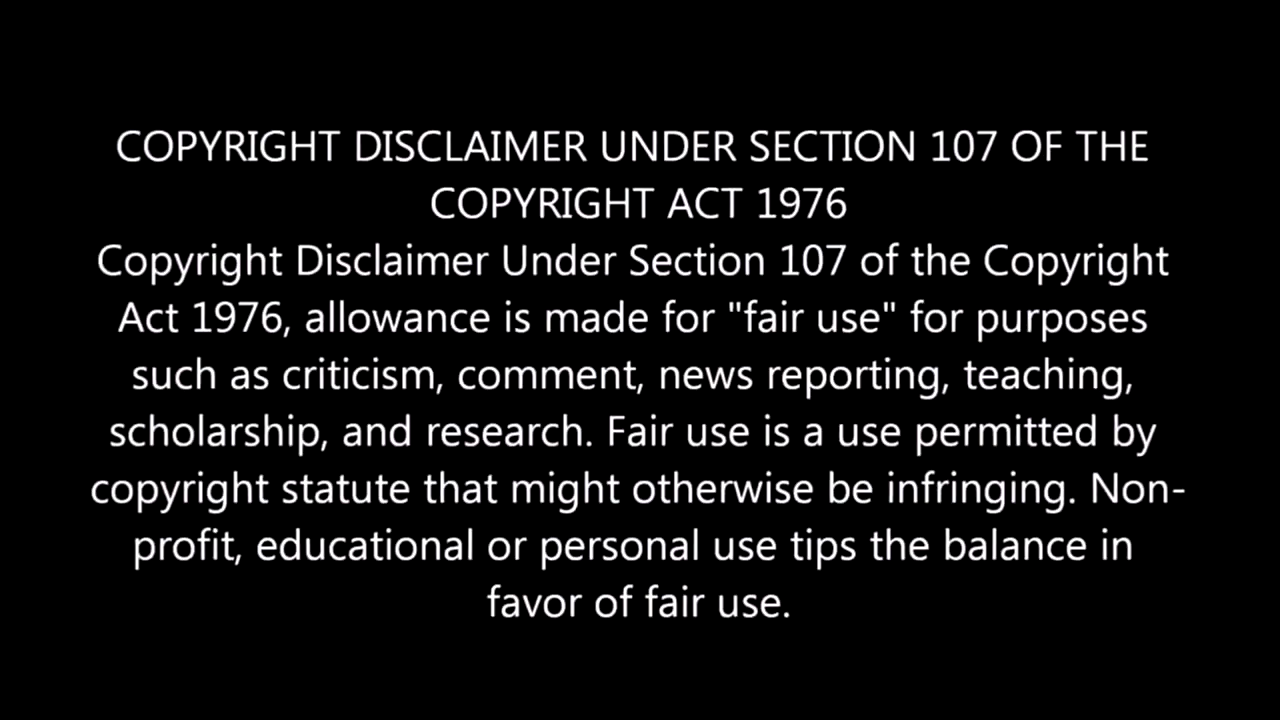 COPYRIGHT DISCLAIMER UNDER SECTION 107 OF THE
COPYRIGHT ACT 1976
Copyright Disclaimer Under Section 107 of the Copyright
Act 1976, allowance is made for "fair use" for purposes
such as criticism, comment, news reporting, teaching,
scholarship, and research. Fair use is a use permitted by
copyright statute that might otherwise be infringing. Non-
profit, educational or personal use tips the balance in
favor of fair use.